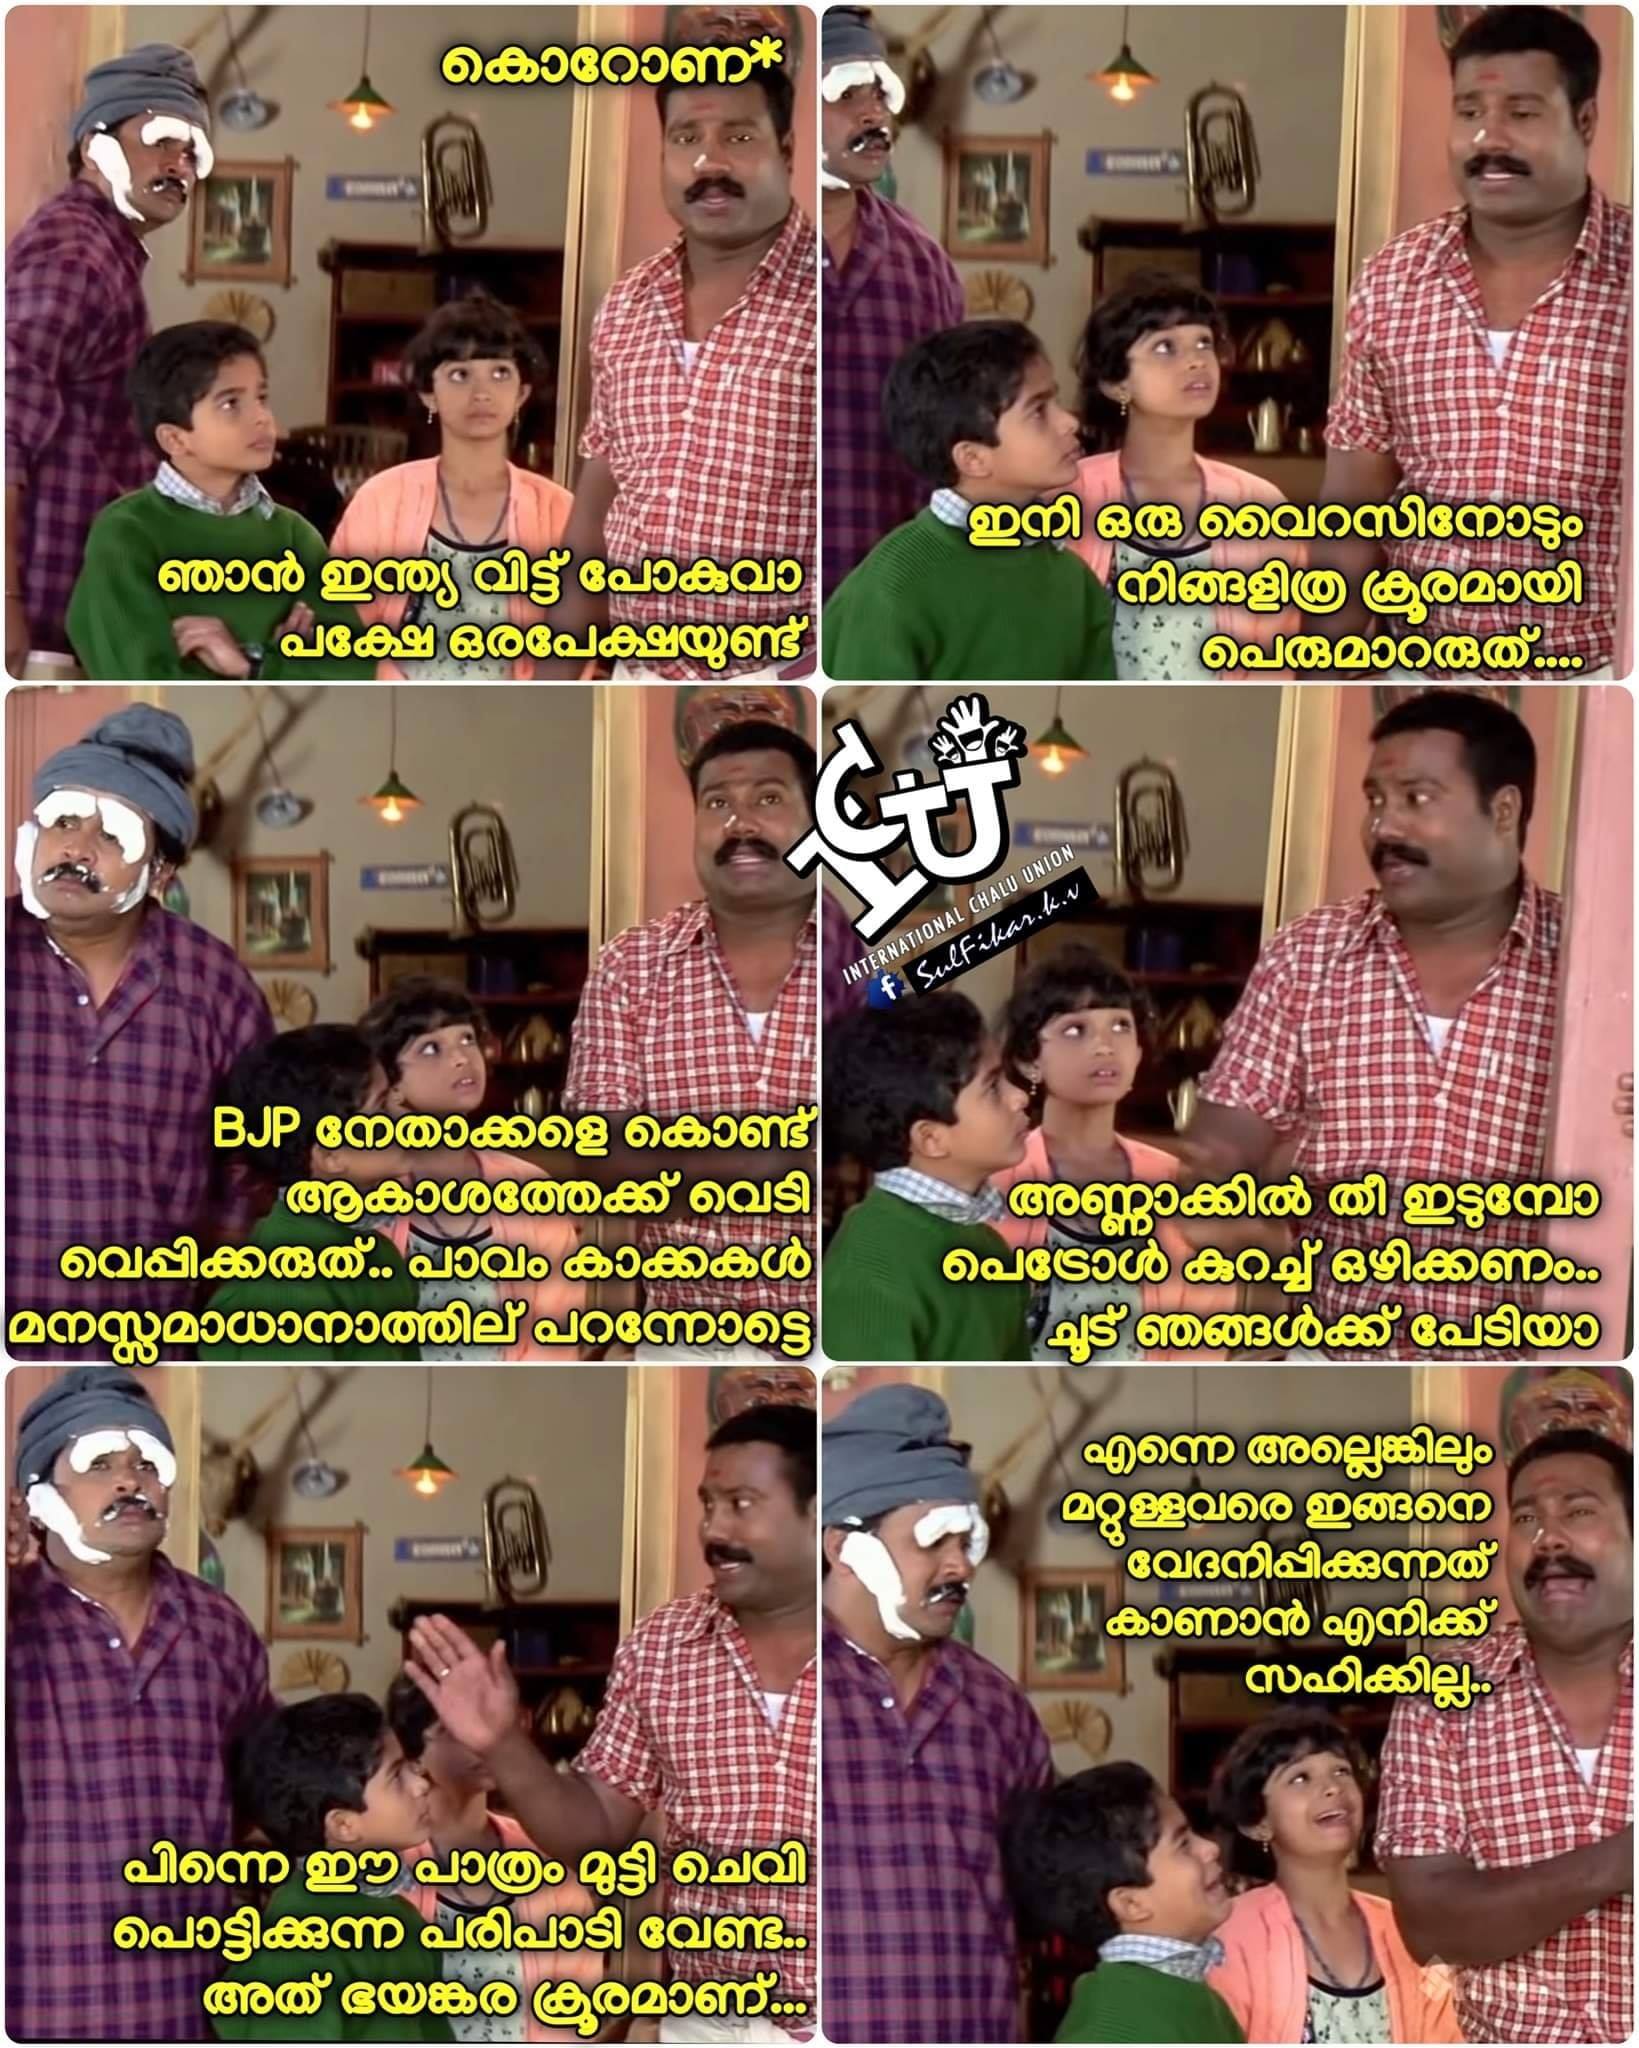 കൊറോണ*
ഞാൻ ഇന്ത്യ വിട്ട് പോകുവാ
പക്ഷേ ഒരപേക്ഷയുണ്ട്
ഇനി ഒരു വൈറസിനോടും
നിങ്ങളിത്ര ക്രൂരമായി
പെരുമാറരുത്....
BJP നേതാക്കളെ കൊണ്ട്
ആകാശത്തേക്ക് വെടി
വെപ്പിക്കരുത്.. പാവം കാക്കകൾ
മനസ്സമാധാനാത്തില് പറന്നോട്ടെ
ICU
INTERNATIONAL CHALU UNION
f SulFikar.k.v
അണ്ണാക്കിൽ തീ ഇടുമ്പോ
പെട്രോൾ കുറച്ച് ഒഴിക്കണം..
ചൂട് ഞങ്ങൾക്ക് പേടിയാ
പിന്നെ ഈ പാത്രം മുട്ടി ചെവി
പൊട്ടിക്കുന്ന പരിപാടി വേണ്ട..
അത് ഭയങ്കര ക്രൂരമാണ്...
എന്നെ അല്ലെങ്കിലും
മറ്റുള്ളവരെ ഇങ്ങനെ
വേദനിപ്പിക്കുന്നത്
കാണാൻ എനിക്ക്
സഹിക്കില്ല..